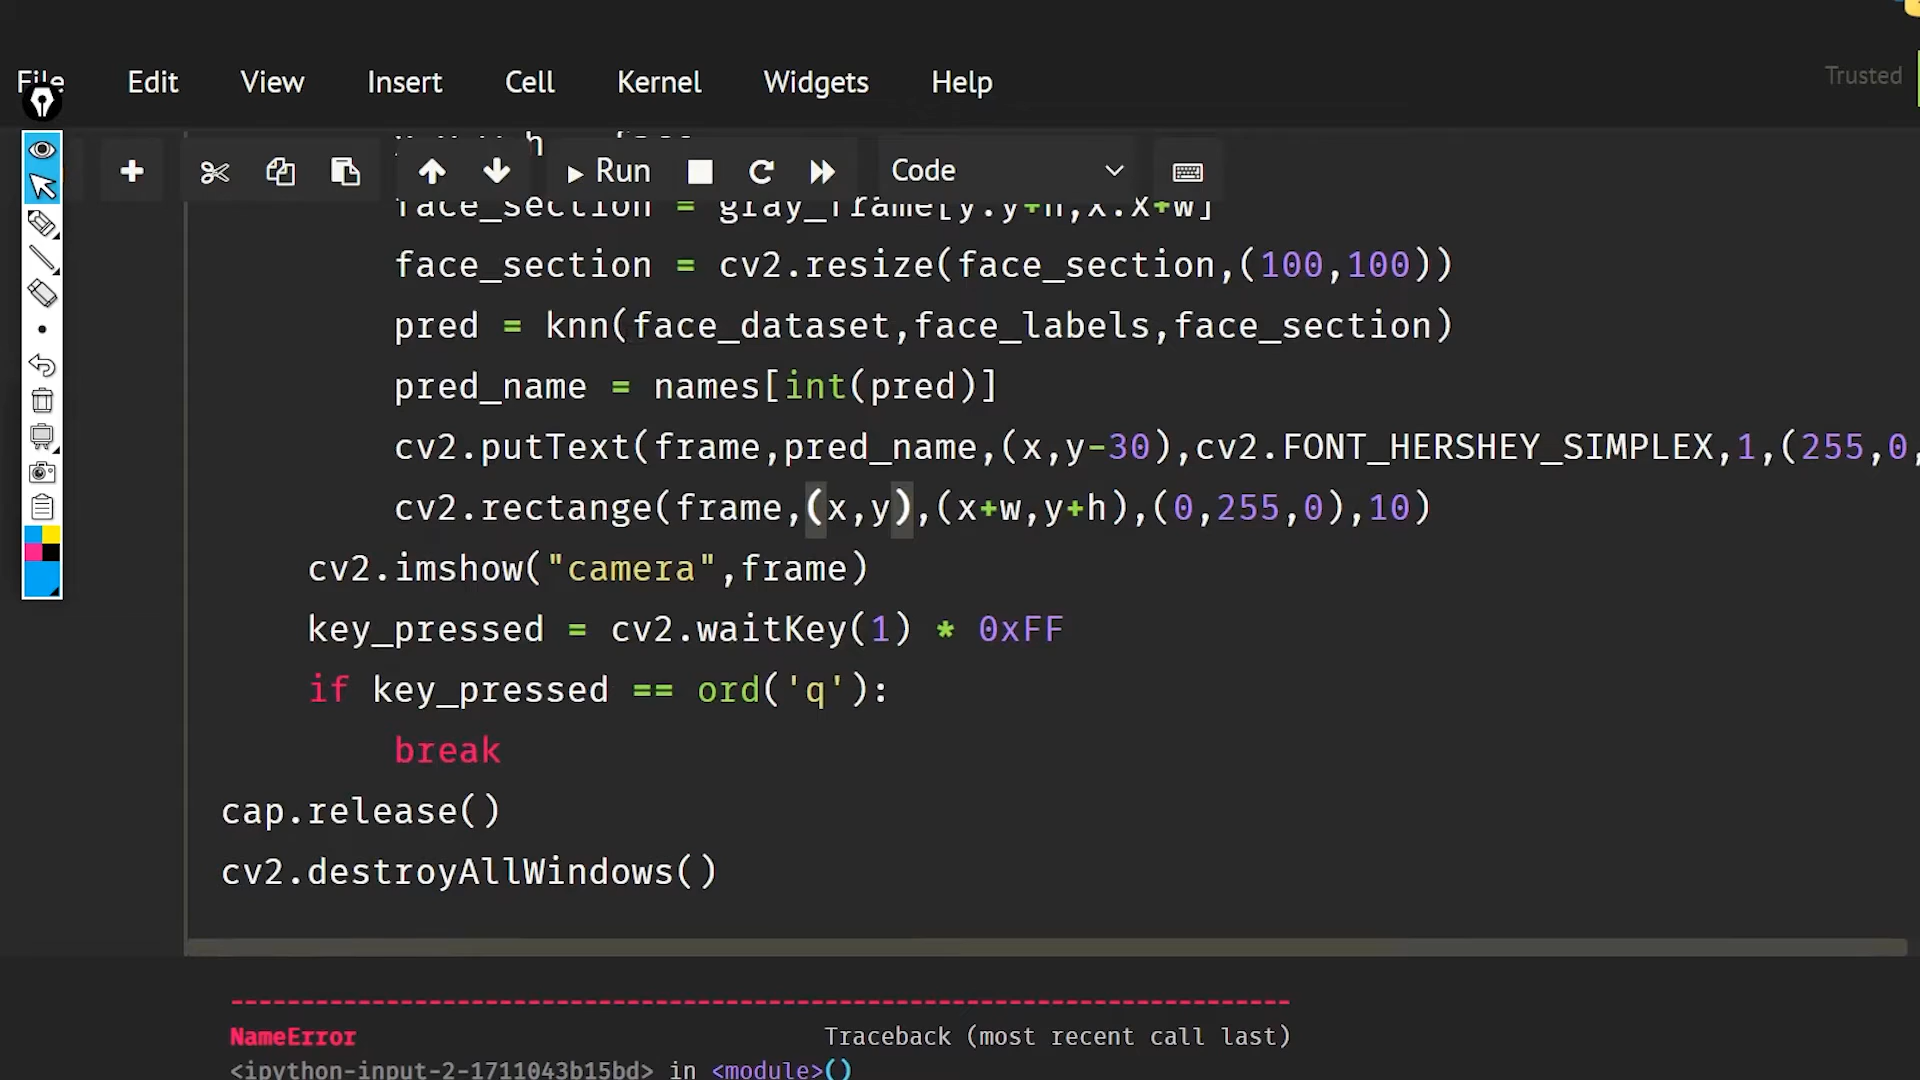 File Edit View Insert Cell Kernel Widgets Help Trusted
Run Code
face_section = gray_frame[y:y+h,x:x+w]
face_section = cv2.resize(face_section,(100,100))
pred = knn(face_dataset,face_labels,face_section)
pred_name = names[int(pred)]
cv2.putText(frame,pred_name,(x,y-30),cv2.FONT_HERSHEY_SIMPLEX,1,(255,0,
cv2.rectange(frame,(x,y),(x+w,y+h),(0,255,0),10)
cv2.imshow("camera",frame)
key_pressed = cv2.waitKey(1) * 0xFF
if key_pressed == ord('q'):
break
cap.release()
cv2.destroyAllWindows()
---------------------------------------------------------------------------
NameError Traceback (most recent call last)
<ipython-input-2-1711043b15bd> in <module>()